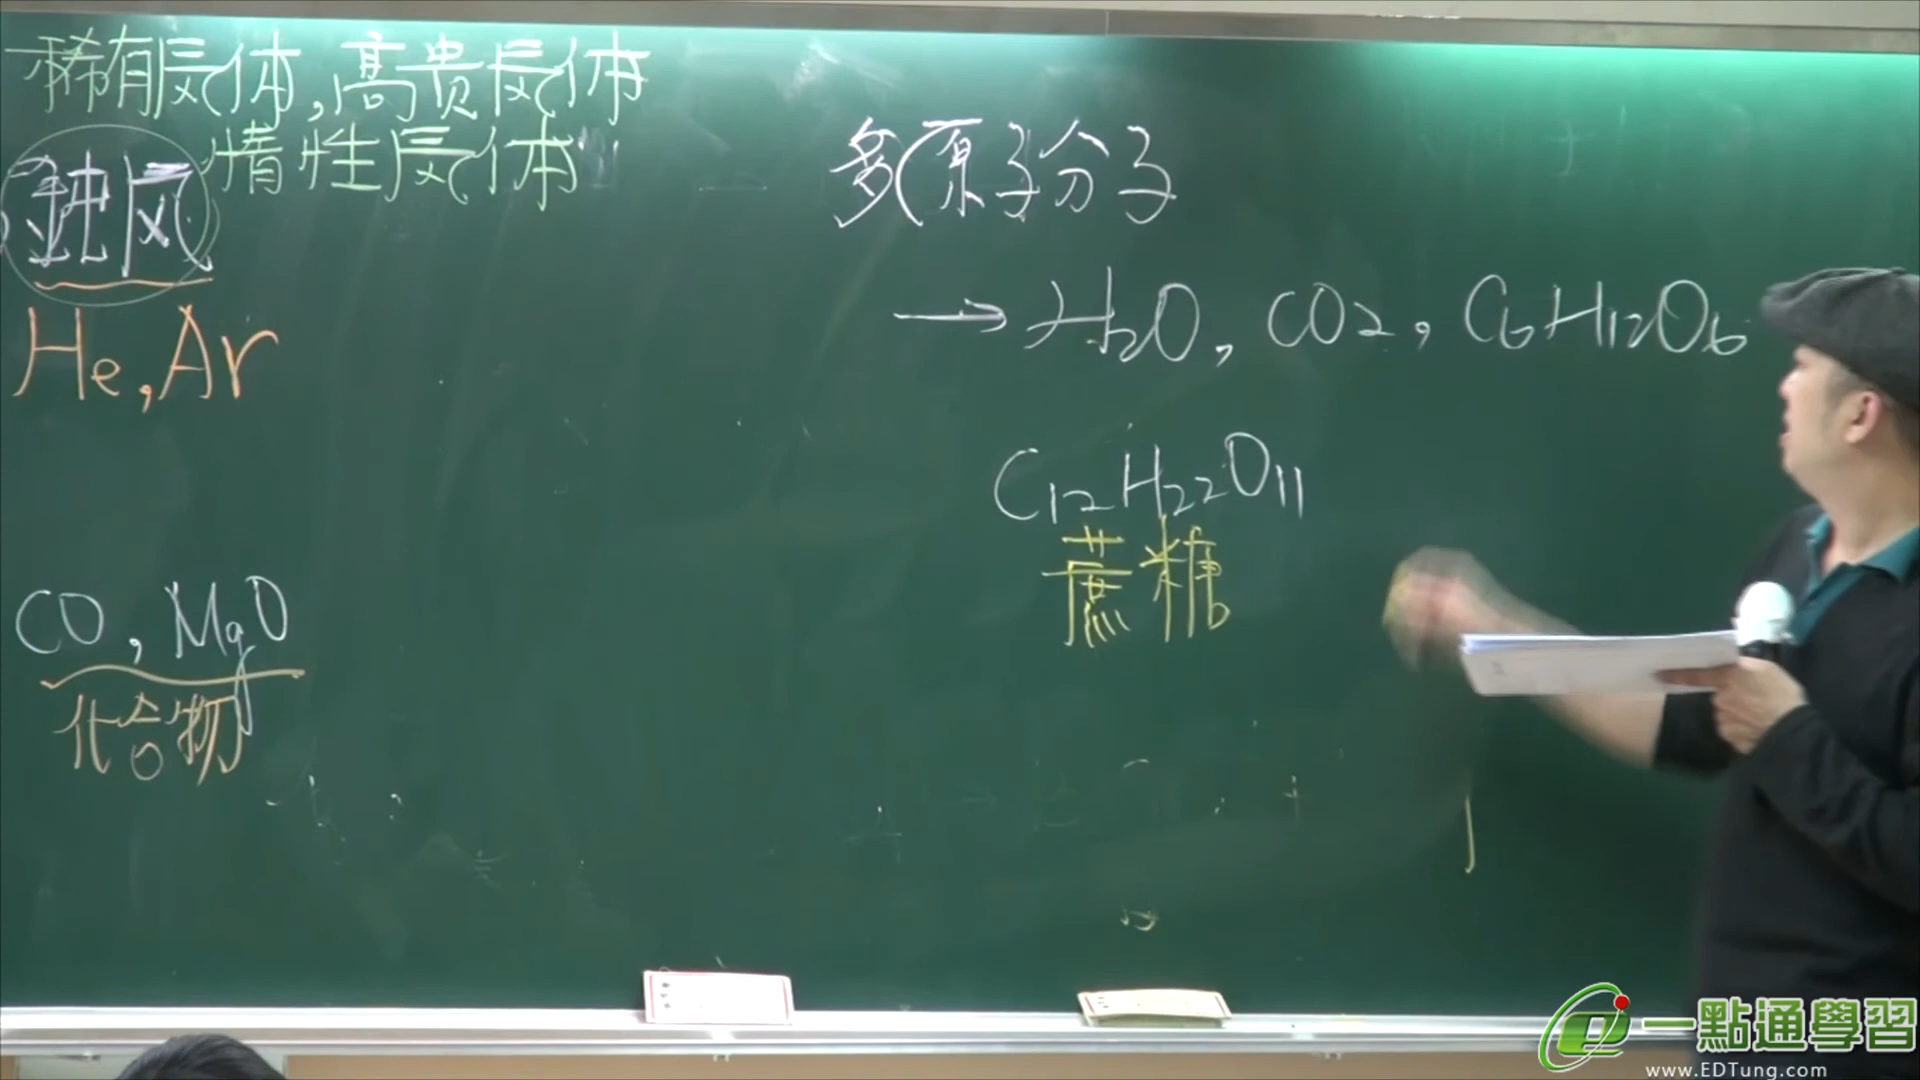 稀有气体,高贵气体
惰性气体
钝气
He,Ar
CO,MgO
化合物
多原子分子
→H₂O,CO₂,C₆H₁₂O₆
C₁₂H₂₂O₁₁
蔗糖
一點通學習
www.EDTung.com